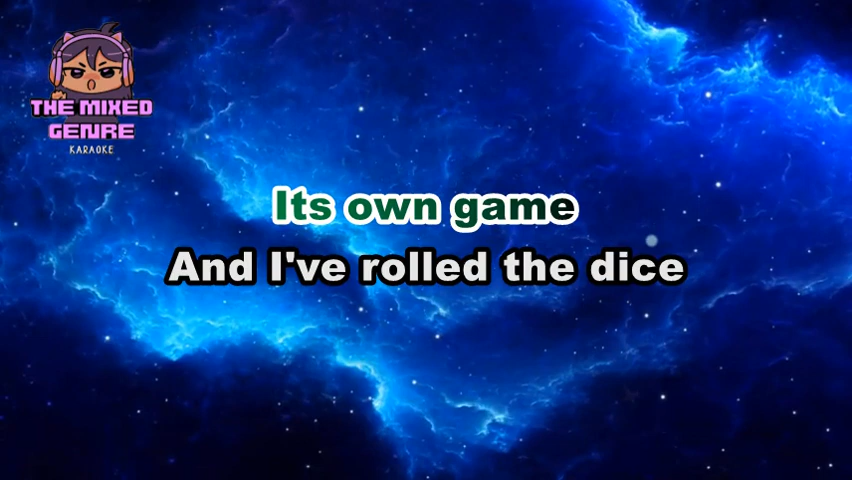 THE MIXED
GENRE
KARAOKE
Its own game
And I've rolled the dice